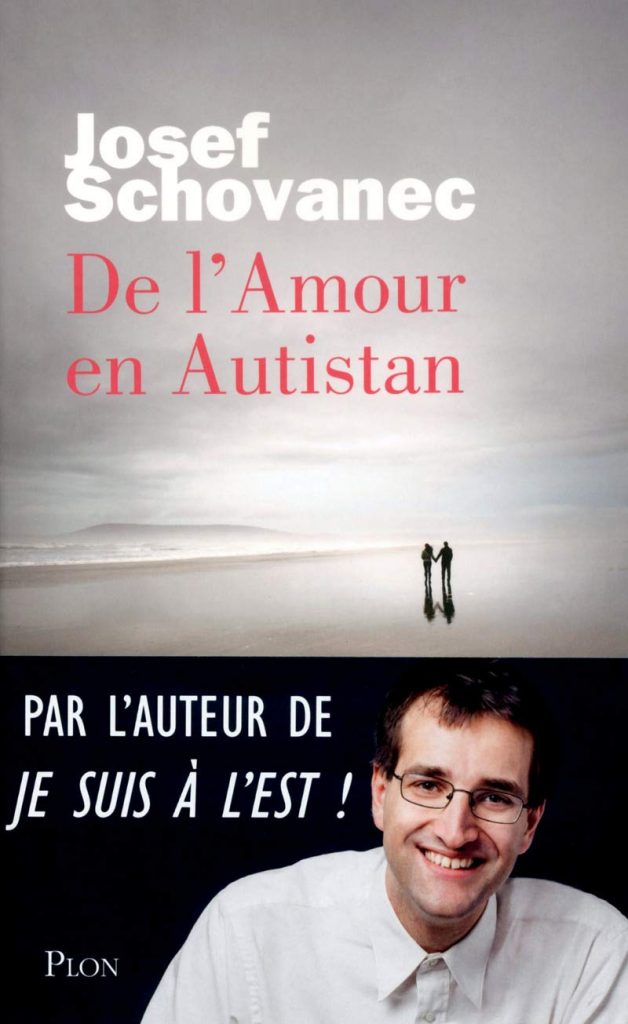 Josef
Schovanec
De l'Amour
en Autistan
PAR L'AUTEUR DE
JE SUIS À L'EST !
PLON